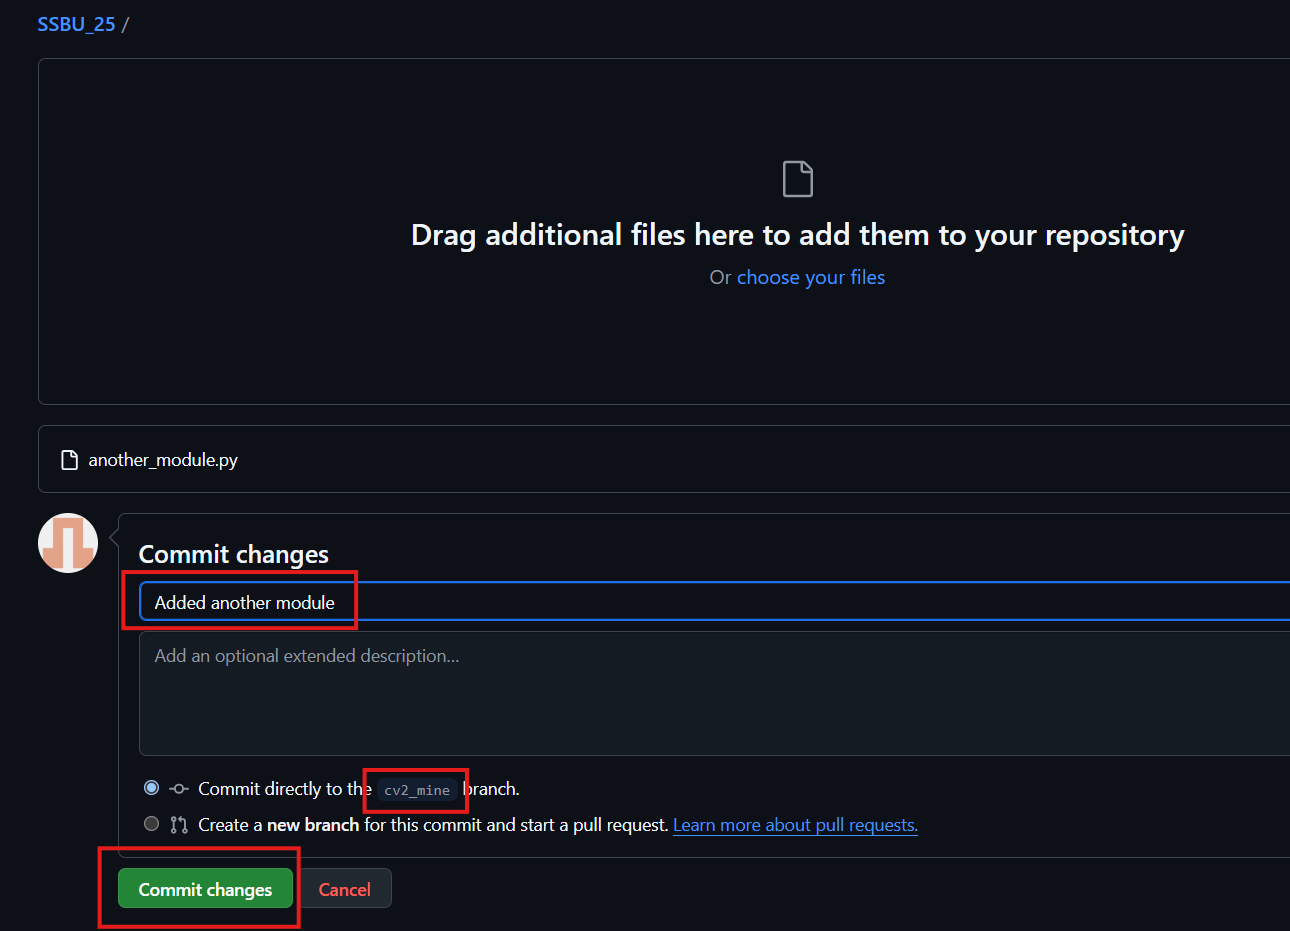 SSBU_25 /
Drag additional files here to add them to your repository
Or choose your files
another_module.py
Commit changes
Added another module
Add an optional extended description...
Commit directly to the cv2_mine branch.
Create a new branch for this commit and start a pull request. Learn more about pull requests.
Commit changes Cancel